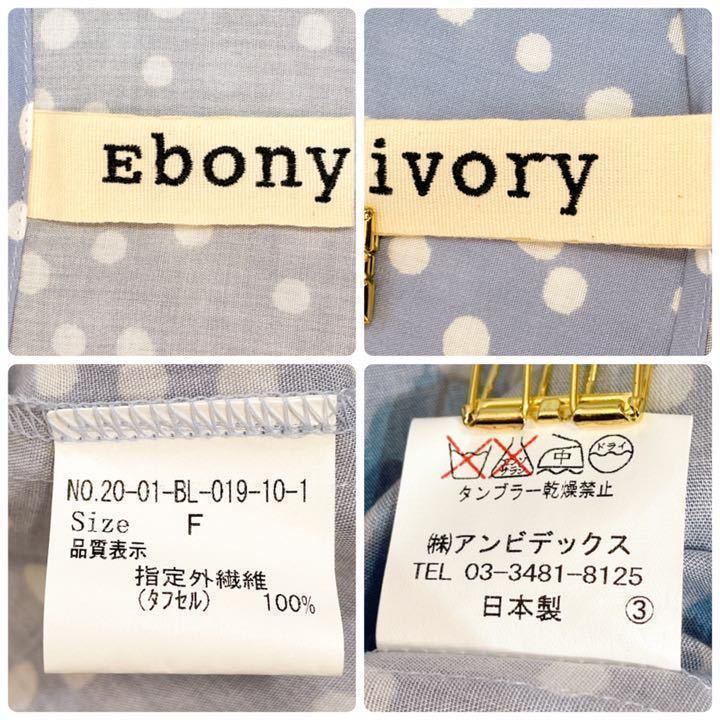 Ebony
ivory
NO.20-01-BL-019-10-1
Size F
品質表示
指定外繊維
(タフセル) 100%
中 ドライ
タンブラー乾燥禁止
㈱アンビデックス
TEL 03-3481-8125
日本製 ③